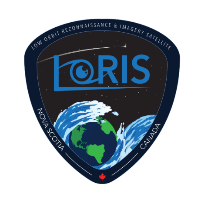 LOW ORBIT RECONNAISSANCE & IMAGERY SATELLITE
LORIS
NOVA SCOTIA
CANADA